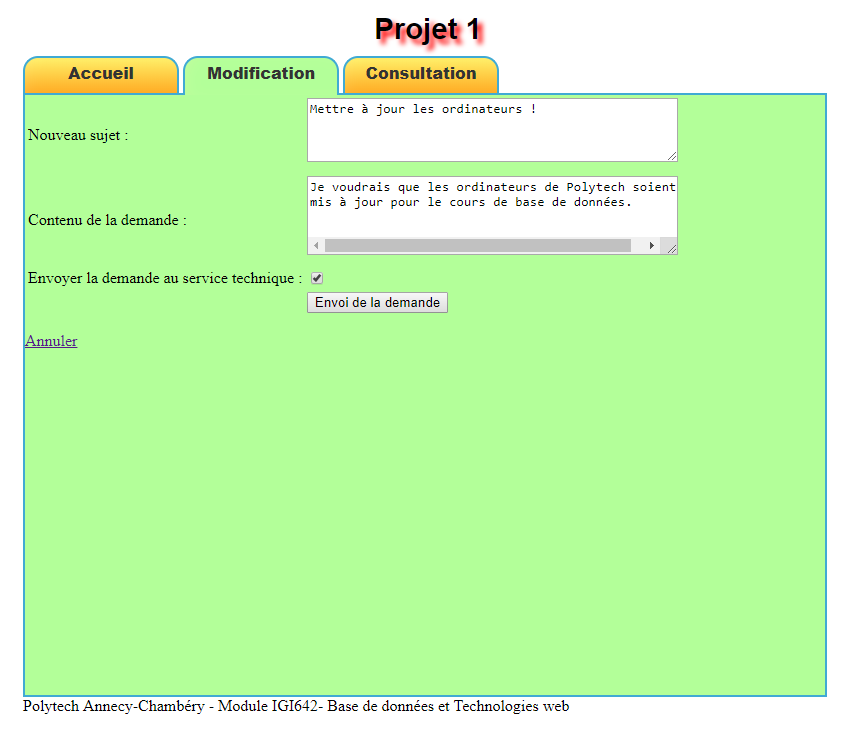 Projet 1
Accueil
Modification
Consultation
Nouveau sujet :
Mettre à jour les ordinateurs !
Contenu de la demande :
Je voudrais que les ordinateurs de Polytech soient
mis à jour pour le cours de base de données.
Envoyer la demande au service technique :
Envoi de la demande
Annuler
Polytech Annecy-Chambéry - Module IGI642- Base de données et Technologies web